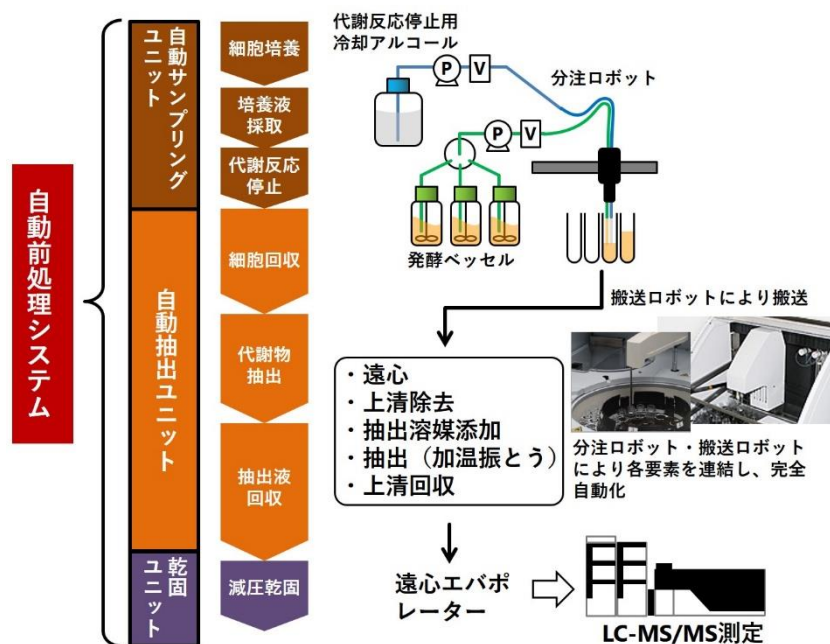 自動前処理システム
自動サンプリング
ユニット
自動抽出ユニット
乾固
ユニット
細胞培養
培養液
採取
代謝反応
停止
細胞回収
代謝物
抽出
抽出液
回収
減圧乾固
代謝反応停止用
冷却アルコール
P
V
分注ロボット
P
V
発酵ベッセル
搬送ロボットにより搬送
・遠心
・上清除去
・抽出溶媒添加
・抽出（加温振とう）
・上清回収
分注ロボット・搬送ロボット
により各要素を連結し、完全
自動化
遠心エバポ
レーター
LC-MS/MS測定